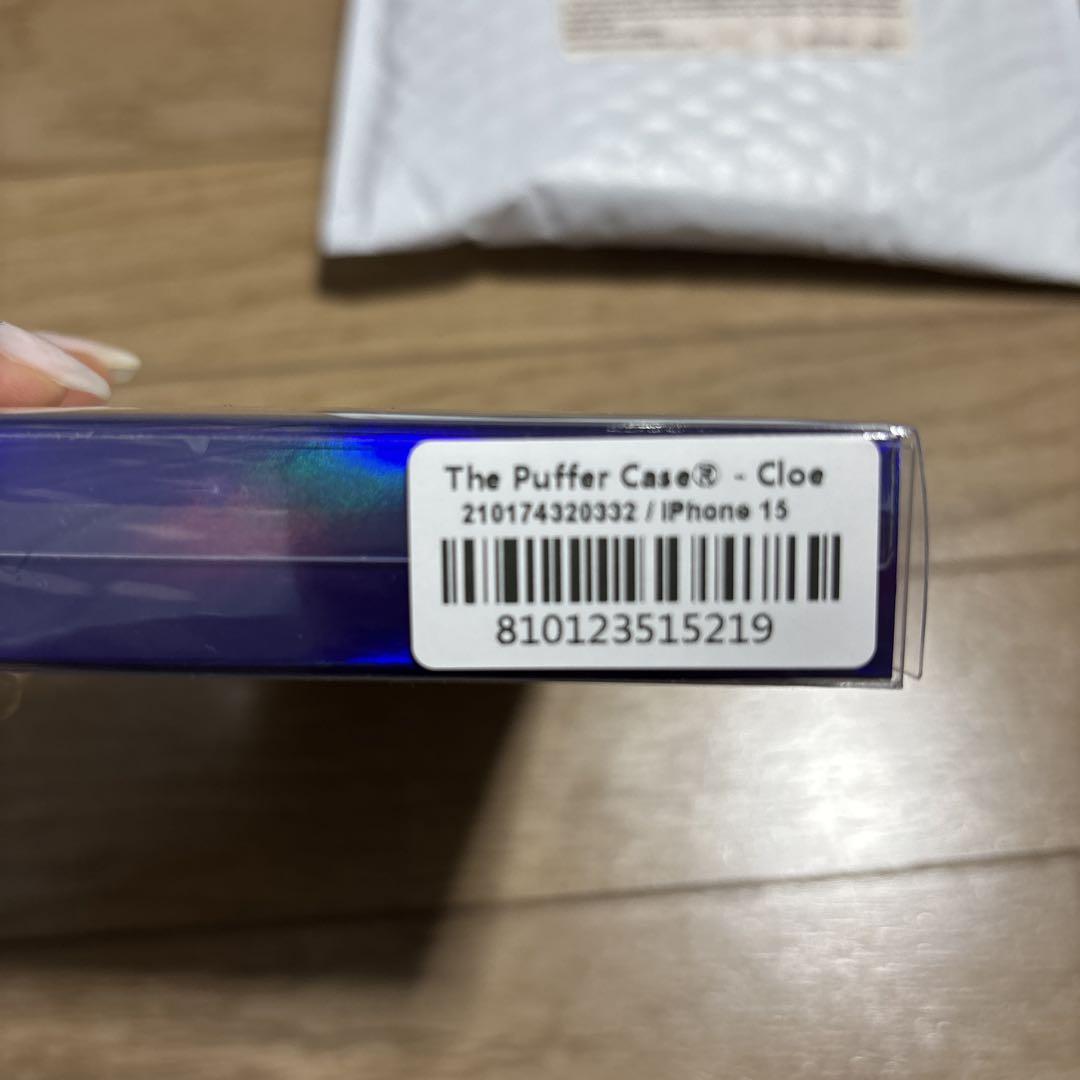 The Puffer Case® - Cloe
210174320332 / iPhone 15
810123515219